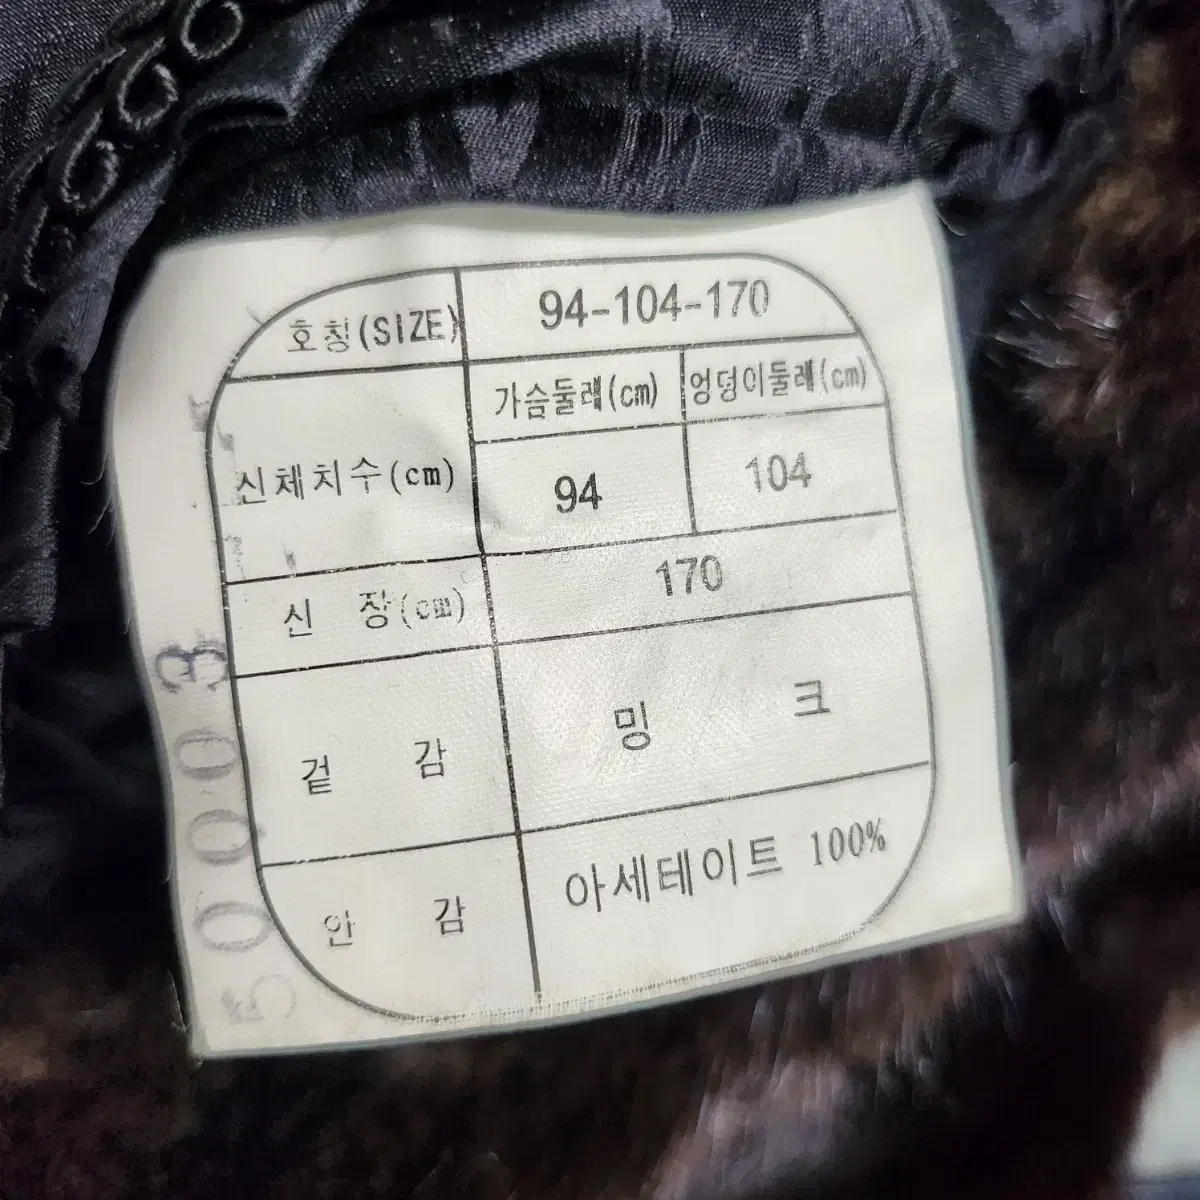 호칭(SIZE) 94-104-170
가슴둘레(cm) 엉덩이둘레(cm)
신체치수(cm) 94 104
신 장(cm) 170
겉 감 밍 크
안 감 아세테이트 100%
50003